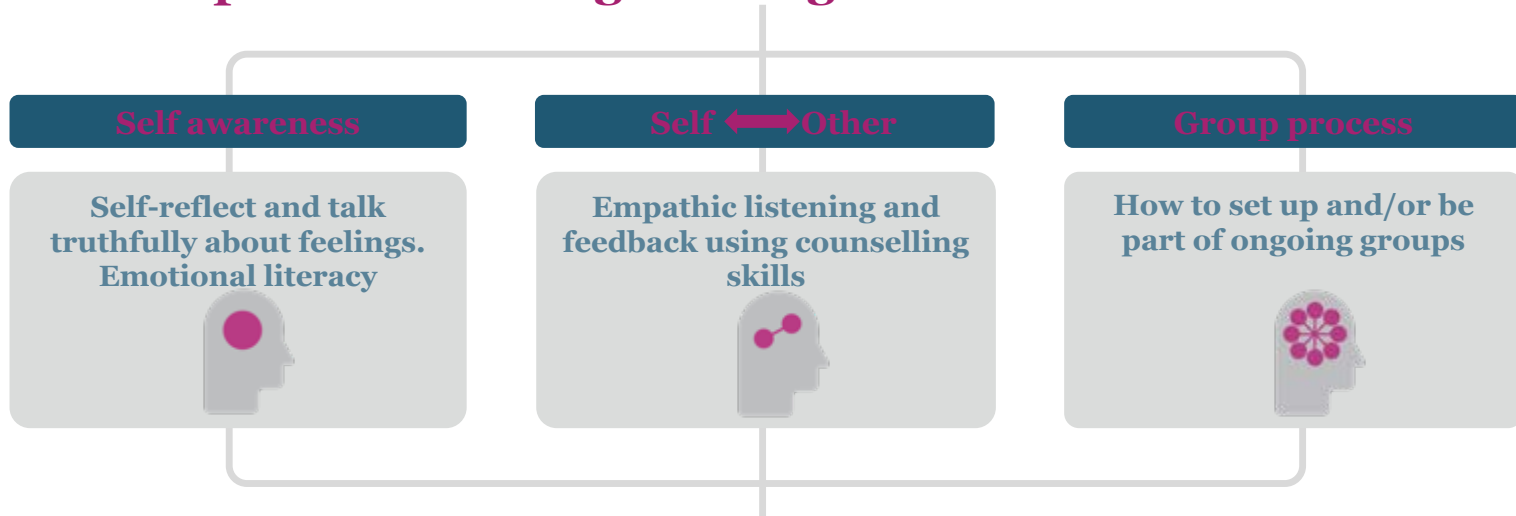 Self awareness
Self-reflect and talk
truthfully about feelings.
Emotional literacy
Self ⟷ Other
Empathic listening and
feedback using counselling
skills
Group process
How to set up and/or be
part of ongoing groups